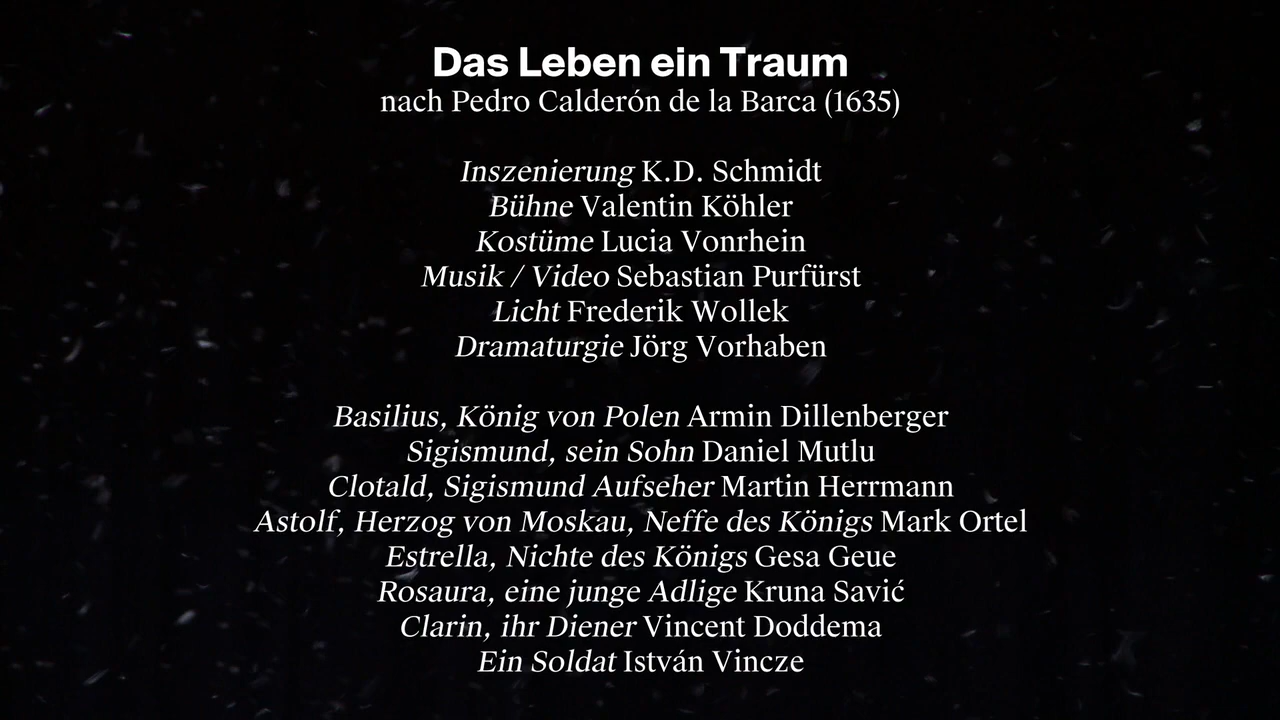 Das Leben ein Traum
nach Pedro Calderón de la Barca (1635)
Inszenierung K.D. Schmidt
Bühne Valentin Köhler
Kostüme Lucia Vonrhein
Musik / Video Sebastian Purfürst
Licht Frederik Wollek
Dramaturgie Jörg Vorhaben
Basilius, König von Polen Armin Dillenberger
Sigismund, sein Sohn Daniel Mutlu
Clotald, Sigismund Aufseher Martin Herrmann
Astolf, Herzog von Moskau, Neffe des Königs Mark Ortel
Estrella, Nichte des Königs Gesa Geue
Rosaura, eine junge Adlige Kruna Savić
Clarin, ihr Diener Vincent Doddema
Ein Soldat István Vincze